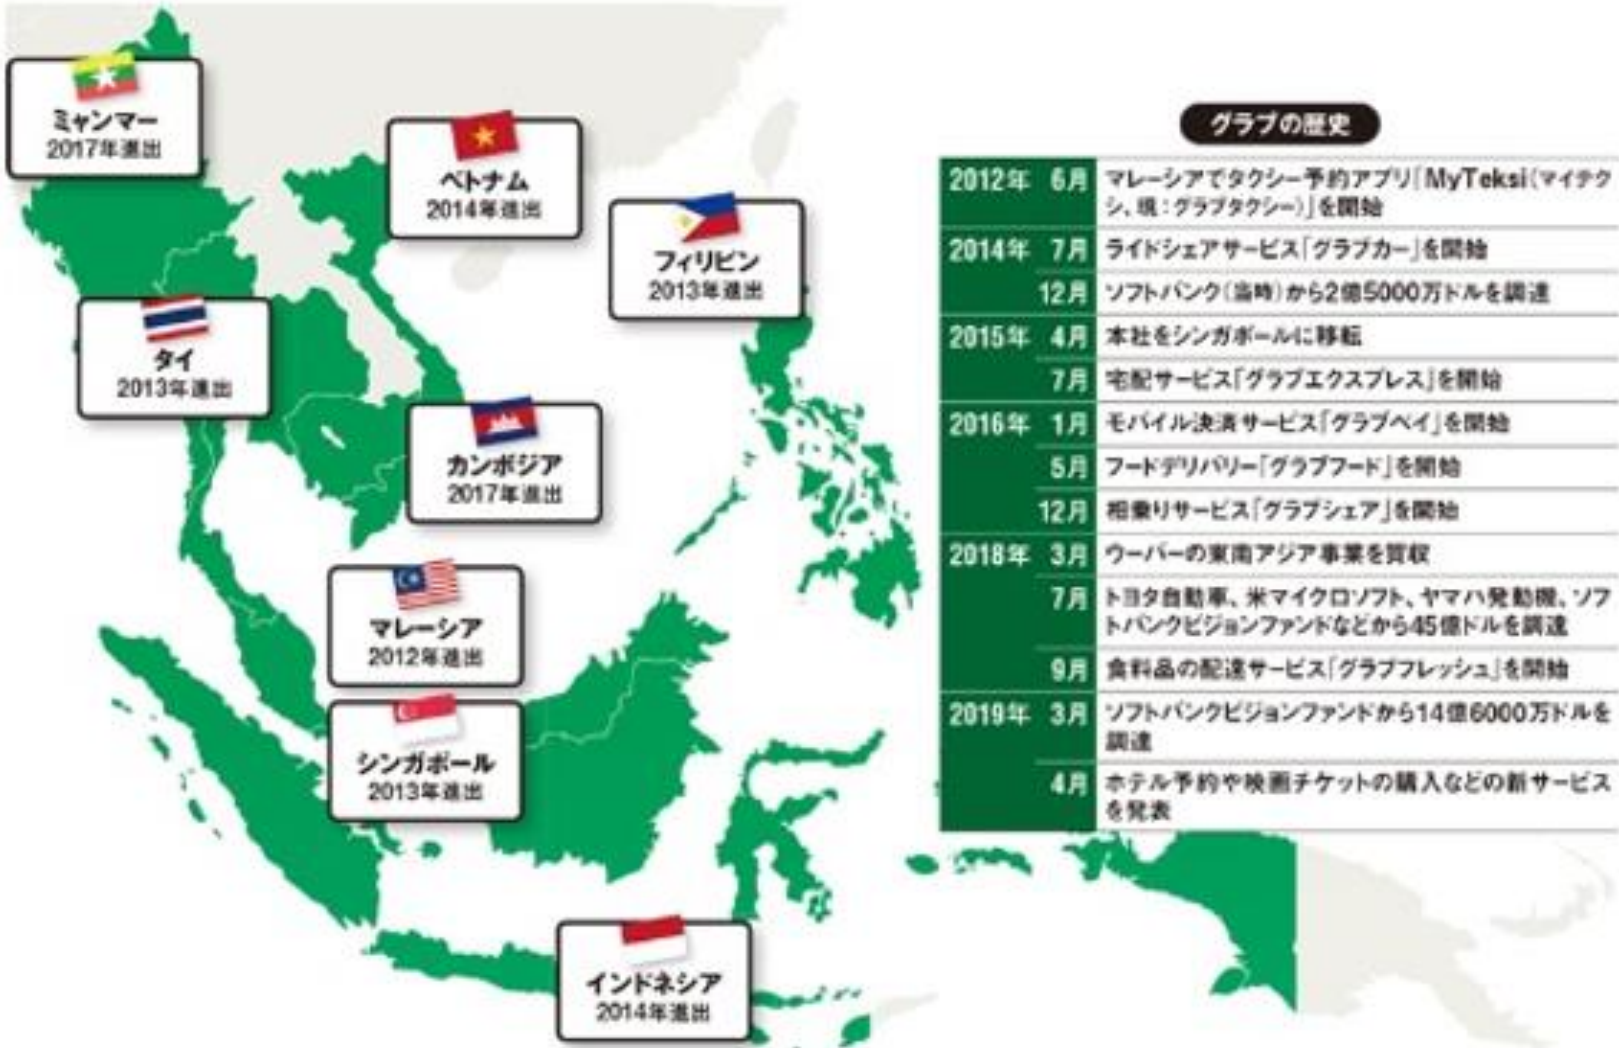 ミャンマー
2017年進出
ベトナム
2014年進出
フィリピン
2013年進出
タイ
2013年進出
カンボジア
2017年進出
マレーシア
2012年進出
シンガポール
2013年進出
インドネシア
2014年進出
グラブの歴史
2012年 6月 マレーシアでタクシー予約アプリ「MyTeksi(マイテク
シ、現:グラブタクシー)」を開始
2014年 7月 ライドシェアサービス「グラブカー」を開始
12月 ソフトバンク(当時)から2億5000万ドルを調達
2015年 4月 本社をシンガポールに移転
7月 宅配サービス「グラブエクスプレス」を開始
2016年 1月 モバイル決済サービス「グラブペイ」を開始
5月 フードデリバリー「グラブフード」を開始
12月 相乗りサービス「グラブシェア」を開始
2018年 3月 ウーバーの東南アジア事業を買収
7月 トヨタ自動車、米マイクロソフト、ヤマハ発動機、ソフ
トバンクビジョンファンドなどから45億ドルを調達
9月 食料品の配達サービス「グラブフレッシュ」を開始
2019年 3月 ソフトバンクビジョンファンドから14億6000万ドルを
調達
4月 ホテル予約や映画チケットの購入などの新サービス
を発表